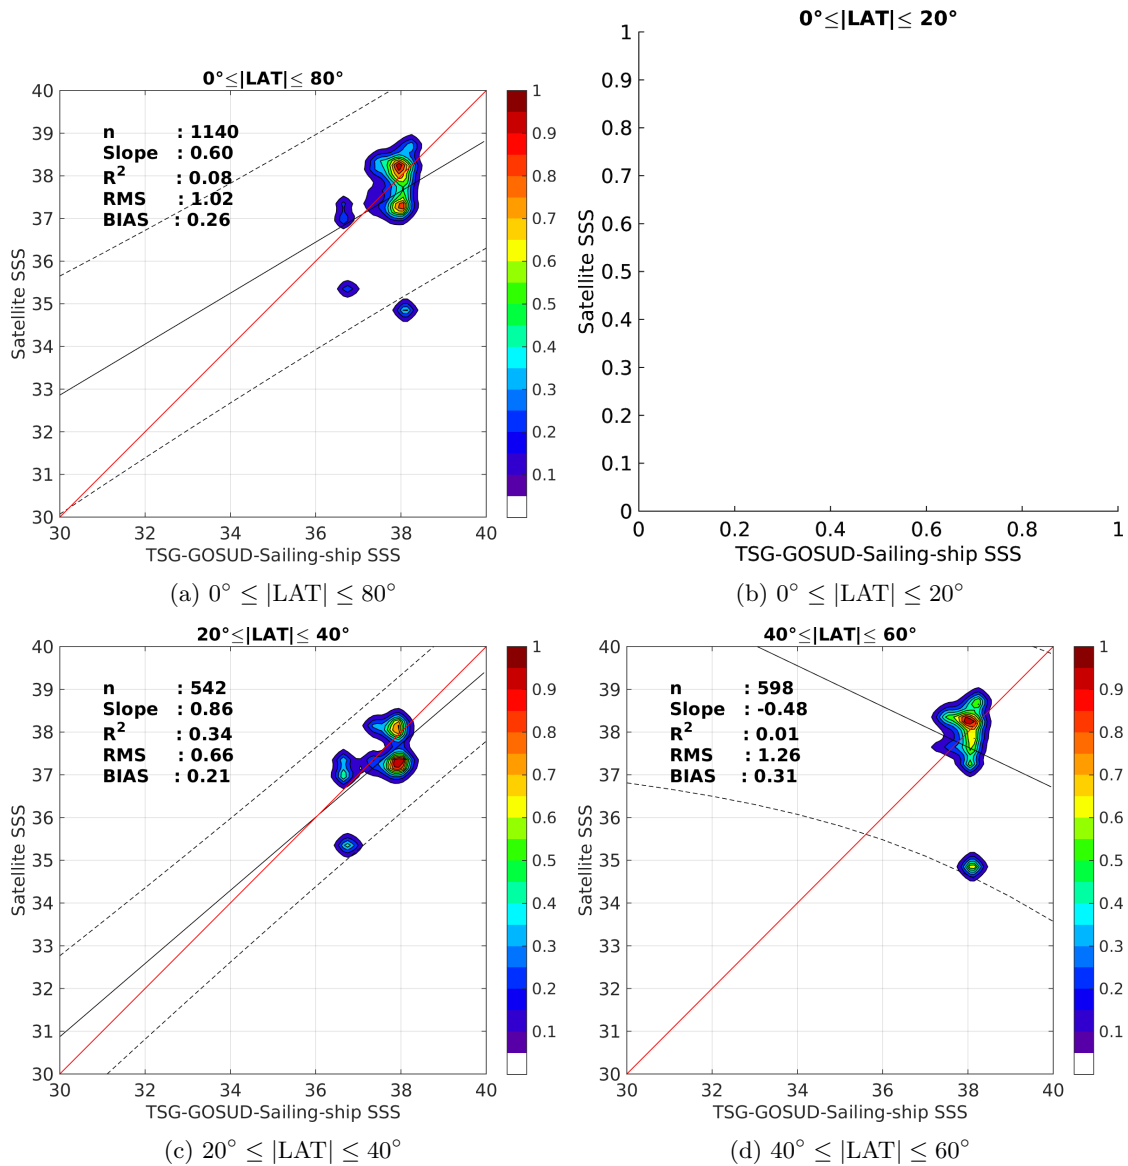 0°≤|LAT|≤ 80°
n : 1140
Slope : 0.60
R² : 0.08
RMS : 1.02
BIAS : 0.26
40
39
38
37
36
35
34
33
32
31
30
30 32 34 36 38 40
Satellite SSS
TSG-GOSUD-Sailing-ship SSS
1
0.9
0.8
0.7
0.6
0.5
0.4
0.3
0.2
0.1
(a) 0° ≤ |LAT| ≤ 80°
0°≤|LAT|≤ 20°
1
0.9
0.8
0.7
0.6
0.5
0.4
0.3
0.2
0.1
0
0 0.2 0.4 0.6 0.8 1
Satellite SSS
TSG-GOSUD-Sailing-ship SSS
(b) 0° ≤ |LAT| ≤ 20°
20°≤|LAT|≤ 40°
n : 542
Slope : 0.86
R² : 0.34
RMS : 0.66
BIAS : 0.21
40
39
38
37
36
35
34
33
32
31
30
30 32 34 36 38 40
Satellite SSS
TSG-GOSUD-Sailing-ship SSS
1
0.9
0.8
0.7
0.6
0.5
0.4
0.3
0.2
0.1
(c) 20° ≤ |LAT| ≤ 40°
40°≤|LAT|≤ 60°
n : 598
Slope : -0.48
R² : 0.01
RMS : 1.26
BIAS : 0.31
40
39
38
37
36
35
34
33
32
31
30
30 32 34 36 38 40
Satellite SSS
TSG-GOSUD-Sailing-ship SSS
1
0.9
0.8
0.7
0.6
0.5
0.4
0.3
0.2
0.1
(d) 40° ≤ |LAT| ≤ 60°